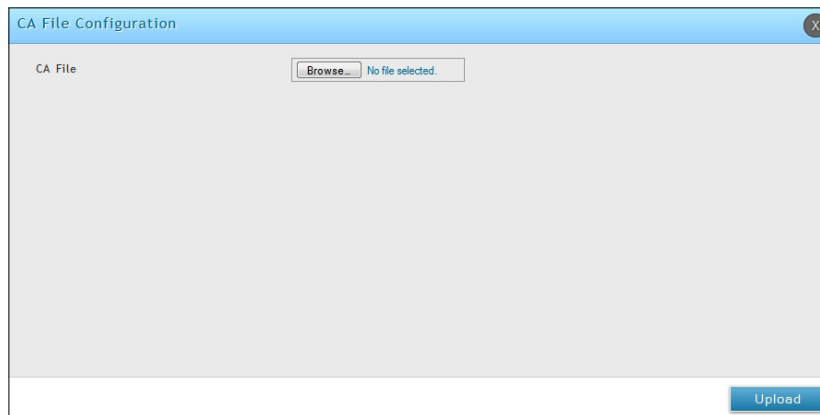 CA File Configuration
X
CA File
Browse... No file selected.
Upload